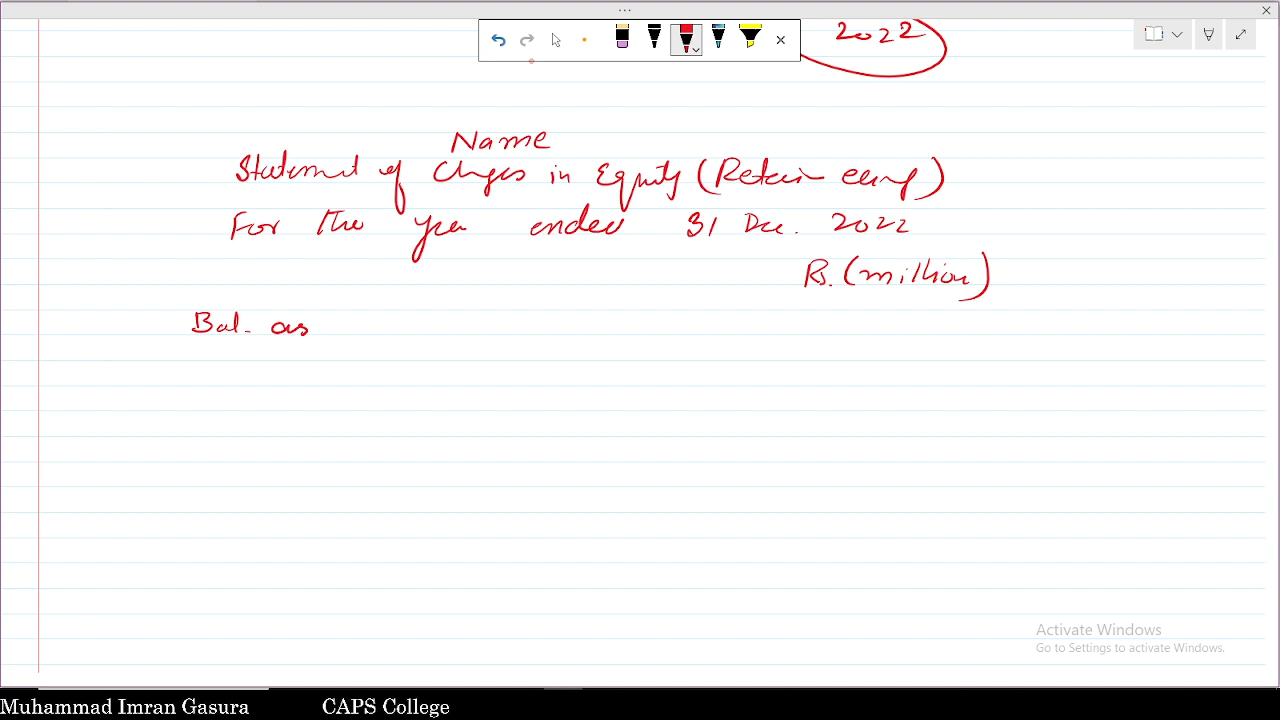 2022
Name
Statement of Changes in Equity (Retain earning)
For the year ended 31 Dec. 2022
Rs. (million)
Bal. as
Activate Windows
Go to Settings to activate Windows.
Muhammad Imran Gasura CAPS College